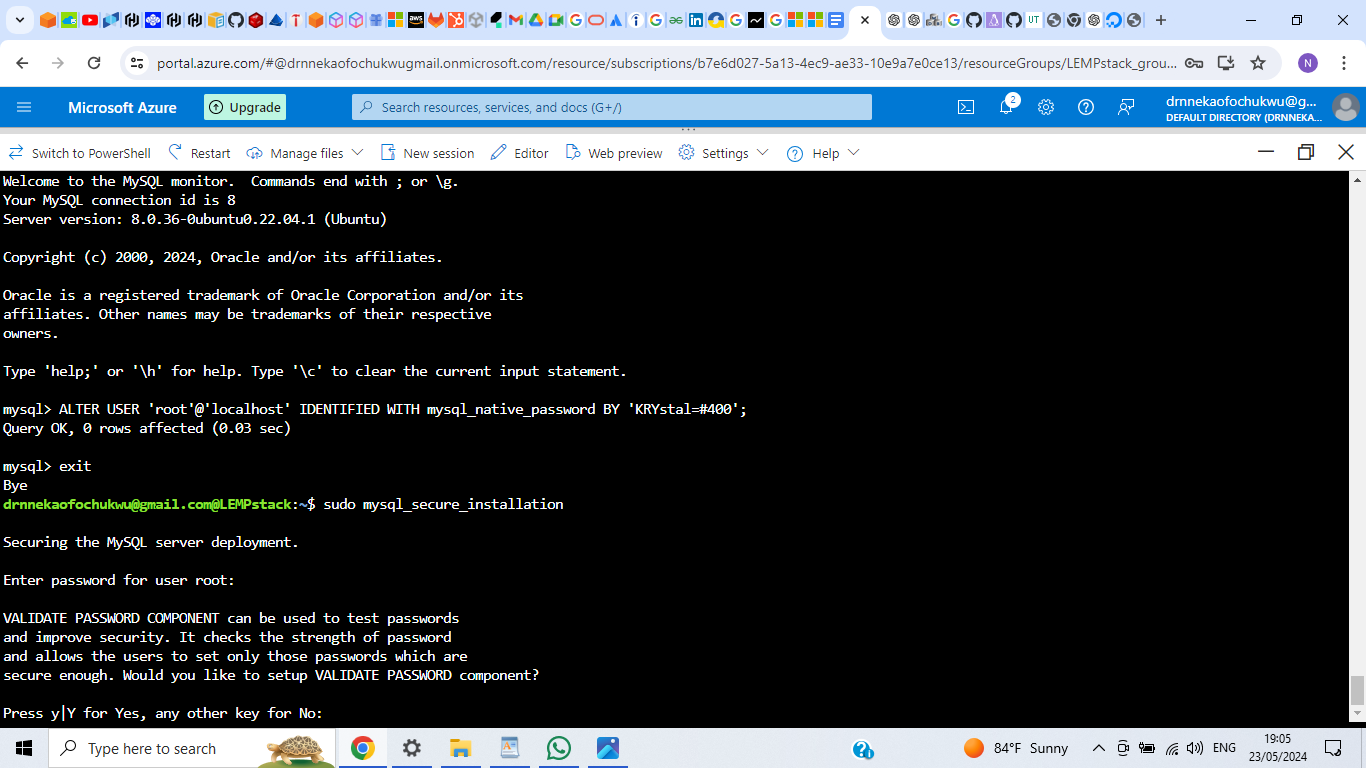 portal.azure.com/#@drnnekaofochukwugmail.onmicrosoft.com/resource/subscriptions/b7e6d027-5a13-4ec9-ae33-10e9a7e0ce13/resourceGroups/LEMPstack_grou...
N
Microsoft Azure
Upgrade
Search resources, services, and docs (G+/)
2
drnnekaofochukwu@g...
DEFAULT DIRECTORY (DRNNEKA...
Switch to PowerShell
Restart
Manage files
New session
Editor
Web preview
Settings
Help
Welcome to the MySQL monitor.  Commands end with ; or \g.
Your MySQL connection id is 8
Server version: 8.0.36-0ubuntu0.22.04.1 (Ubuntu)
Copyright (c) 2000, 2024, Oracle and/or its affiliates.
Oracle is a registered trademark of Oracle Corporation and/or its
affiliates. Other names may be trademarks of their respective
owners.
Type 'help;' or '\h' for help. Type '\c' to clear the current input statement.
mysql> ALTER USER 'root'@'localhost' IDENTIFIED WITH mysql_native_password BY 'KRYstal=#400';
Query OK, 0 rows affected (0.03 sec)
mysql> exit
Bye
drnnekaofochukwu@gmail.com@LEMPstack:~$ sudo mysql_secure_installation
Securing the MySQL server deployment.
Enter password for user root:
VALIDATE PASSWORD COMPONENT can be used to test passwords
and improve security. It checks the strength of password
and allows the users to set only those passwords which are
secure enough. Would you like to setup VALIDATE PASSWORD component?
Press y|Y for Yes, any other key for No:
Type here to search
84°F Sunny
ENG
19:05
23/05/2024